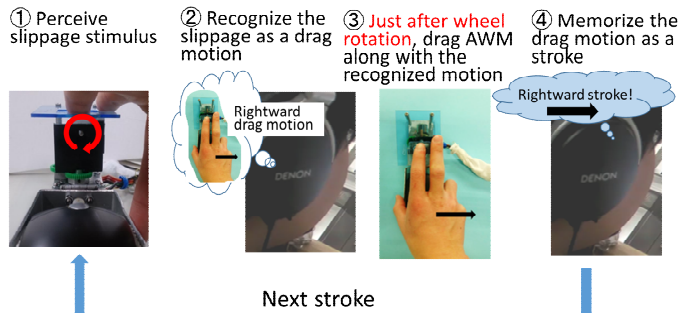 ① Perceive
slippage stimulus
② Recognize the
slippage as a drag
motion
Rightward
drag motion
DENON
③ Just after wheel
rotation, drag AWM
along with the
recognized motion
④ Memorize the
drag motion as a
stroke
Rightward stroke!
DENON
Next stroke